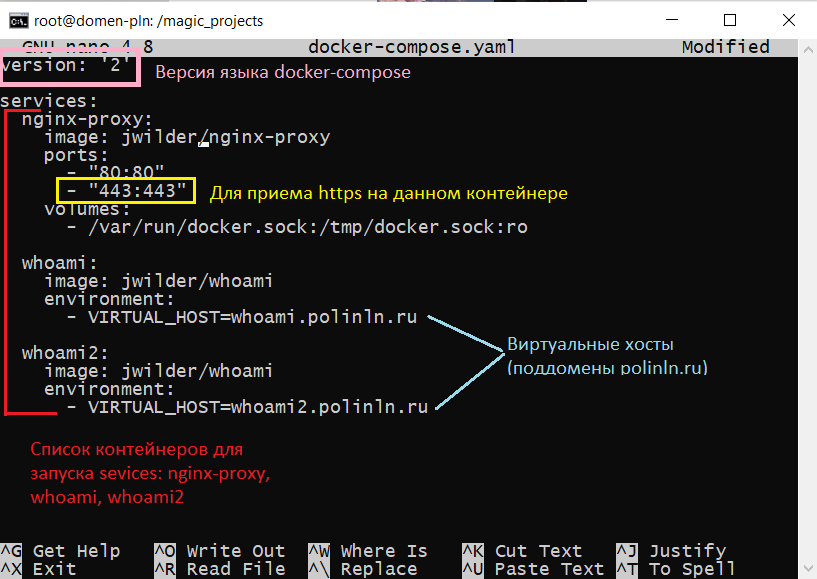 root@domen-pln: /magic_projects
GNU nano 4.8 docker-compose.yaml Modified
version: '2' Версия языка docker-compose
services:
nginx-proxy:
image: jwilder/nginx-proxy
ports:
- "80:80"
- "443:443" Для приема https на данном контейнере
volumes:
- /var/run/docker.sock:/tmp/docker.sock:ro
whoami:
image: jwilder/whoami
environment:
- VIRTUAL_HOST=whoami.polinln.ru
Виртуальные хосты
(поддомены polinln.ru)
whoami2:
image: jwilder/whoami
environment:
- VIRTUAL_HOST=whoami2.polinln.ru
Список контейнеров для
запуска sevices: nginx-proxy,
whoami, whoami2
^G Get Help ^O Write Out ^W Where Is ^K Cut Text ^J Justify
^X Exit ^R Read File ^\ Replace ^U Paste Text ^T To Spell